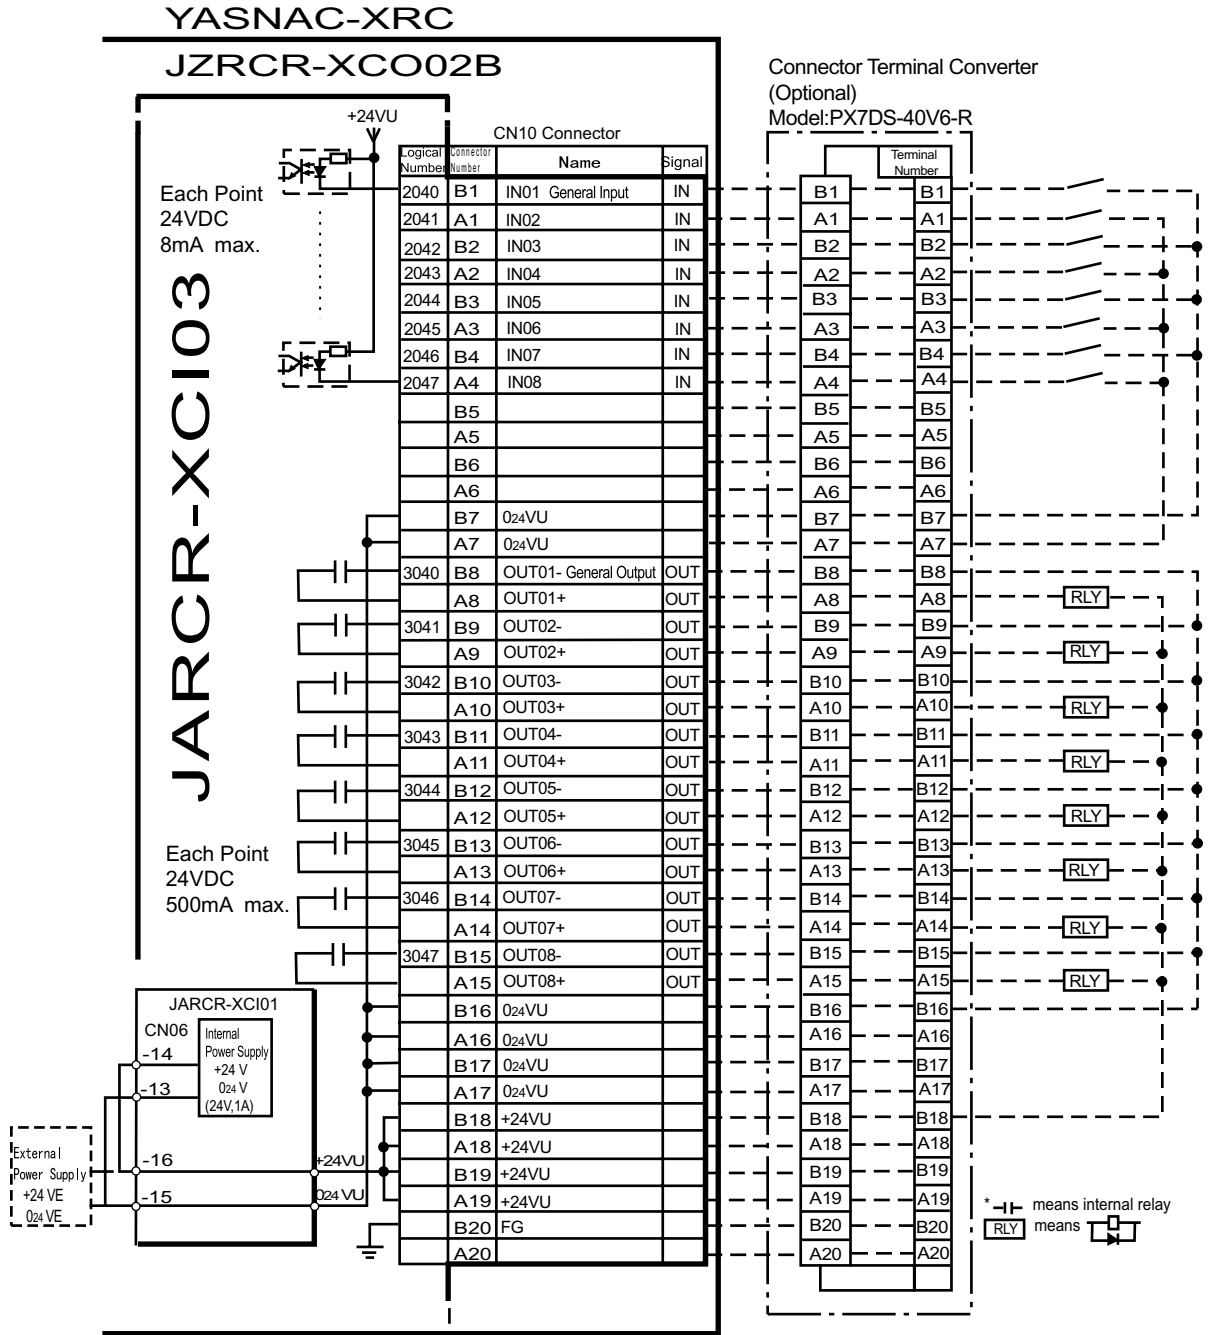 YASNAC-XRC
JZRCR-XCO02B
Connector Terminal Converter
(Optional)
Model:PX7DS-40V6-R
+24VU
CN10 Connector
Logical Number Connector Number Name Signal
Terminal
Number
Each Point
24VDC
8mA max.
JARCR-XCI03
2040 B1 IN01 General Input IN B1 B1
2041 A1 IN02 IN A1 A1
2042 B2 IN03 IN B2 B2
2043 A2 IN04 IN A2 A2
2044 B3 IN05 IN B3 B3
2045 A3 IN06 IN A3 A3
2046 B4 IN07 IN B4 B4
2047 A4 IN08 IN A4 A4
B5 B5 B5
A5 A5 A5
B6 B6 B6
A6 A6 A6
B7 024VU B7 B7
A7 024VU A7 A7
3040 B8 OUT01- General Output OUT B8 B8
A8 OUT01+ OUT A8 A8 RLY
3041 B9 OUT02- OUT B9 B9
A9 OUT02+ OUT A9 A9 RLY
3042 B10 OUT03- OUT B10 B10
A10 OUT03+ OUT A10 A10 RLY
3043 B11 OUT04- OUT B11 B11
A11 OUT04+ OUT A11 A11 RLY
3044 B12 OUT05- OUT B12 B12
A12 OUT05+ OUT A12 A12 RLY
3045 B13 OUT06- OUT B13 B13
A13 OUT06+ OUT A13 A13 RLY
3046 B14 OUT07- OUT B14 B14
A14 OUT07+ OUT A14 A14 RLY
3047 B15 OUT08- OUT B15 B15
A15 OUT08+ OUT A15 A15 RLY
B16 024VU B16 B16
A16 024VU A16 A16
B17 024VU B17 B17
A17 024VU A17 A17
B18 +24VU B18 B18
A18 +24VU A18 A18
B19 +24VU B19 B19
A19 +24VU A19 A19
B20 FG B20 B20
A20 A20 A20
Each Point
24VDC
500mA max.
JARCR-XCI01
CN06
-14
-13
Internal
Power Supply
+24 V
024 V
(24V,1A)
-16
-15
+24VU
024 VU
External
Power Supply
+24 VE
024 VE
* means internal relay
RLY means